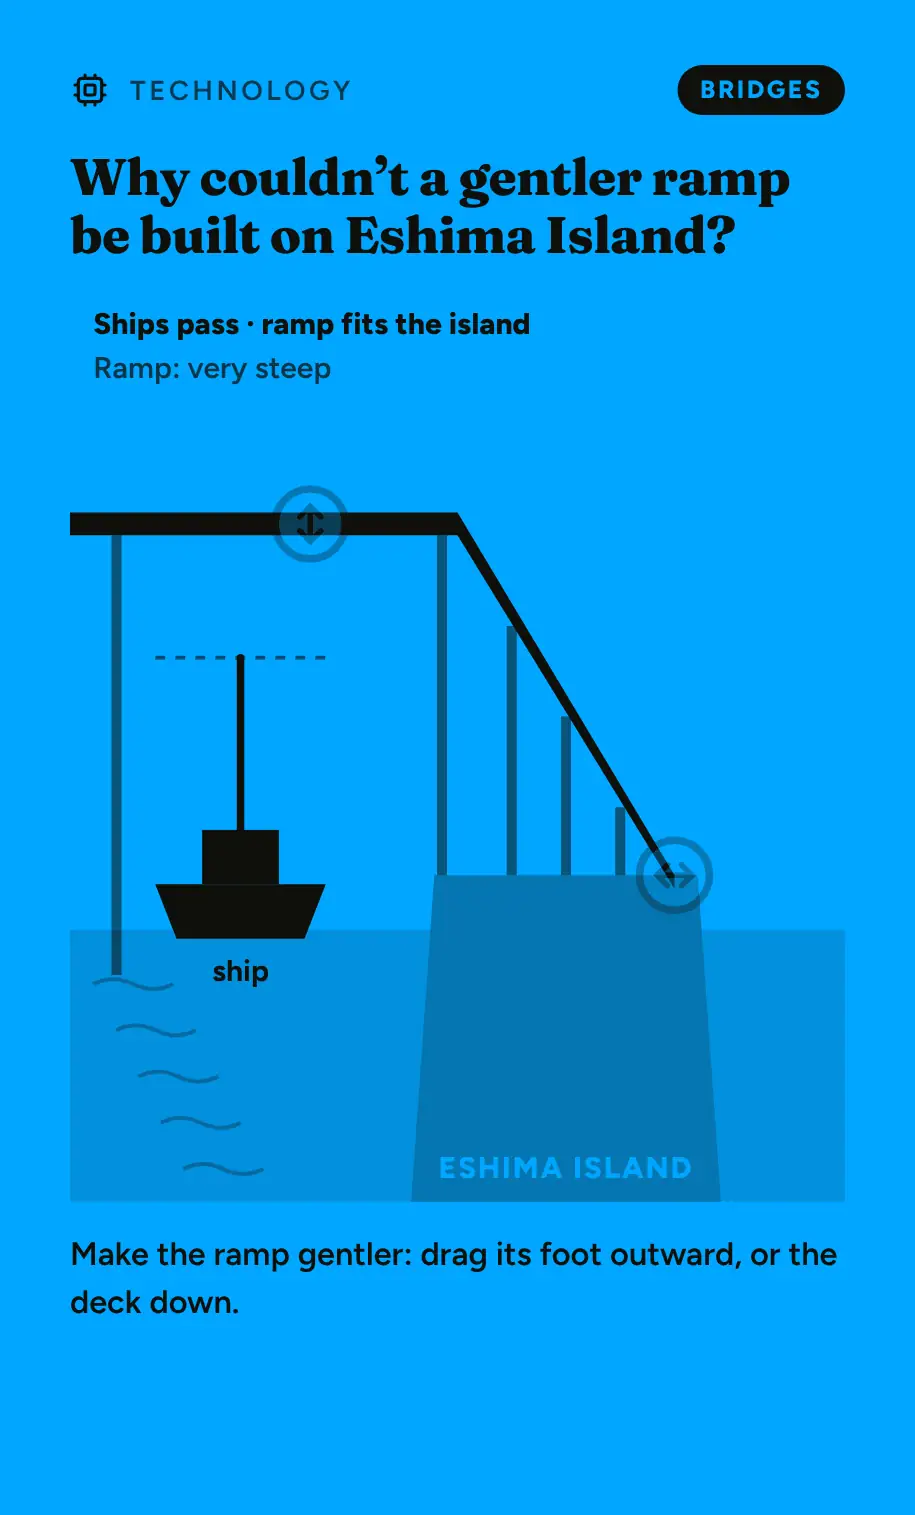 TECHNOLOGY
BRIDGES
Why couldn’t a gentler ramp
be built on Eshima Island?
Ships pass · ramp fits the island
Ramp: very steep
ship
ESHIMA ISLAND
Make the ramp gentler: drag its foot outward, or the
deck down.